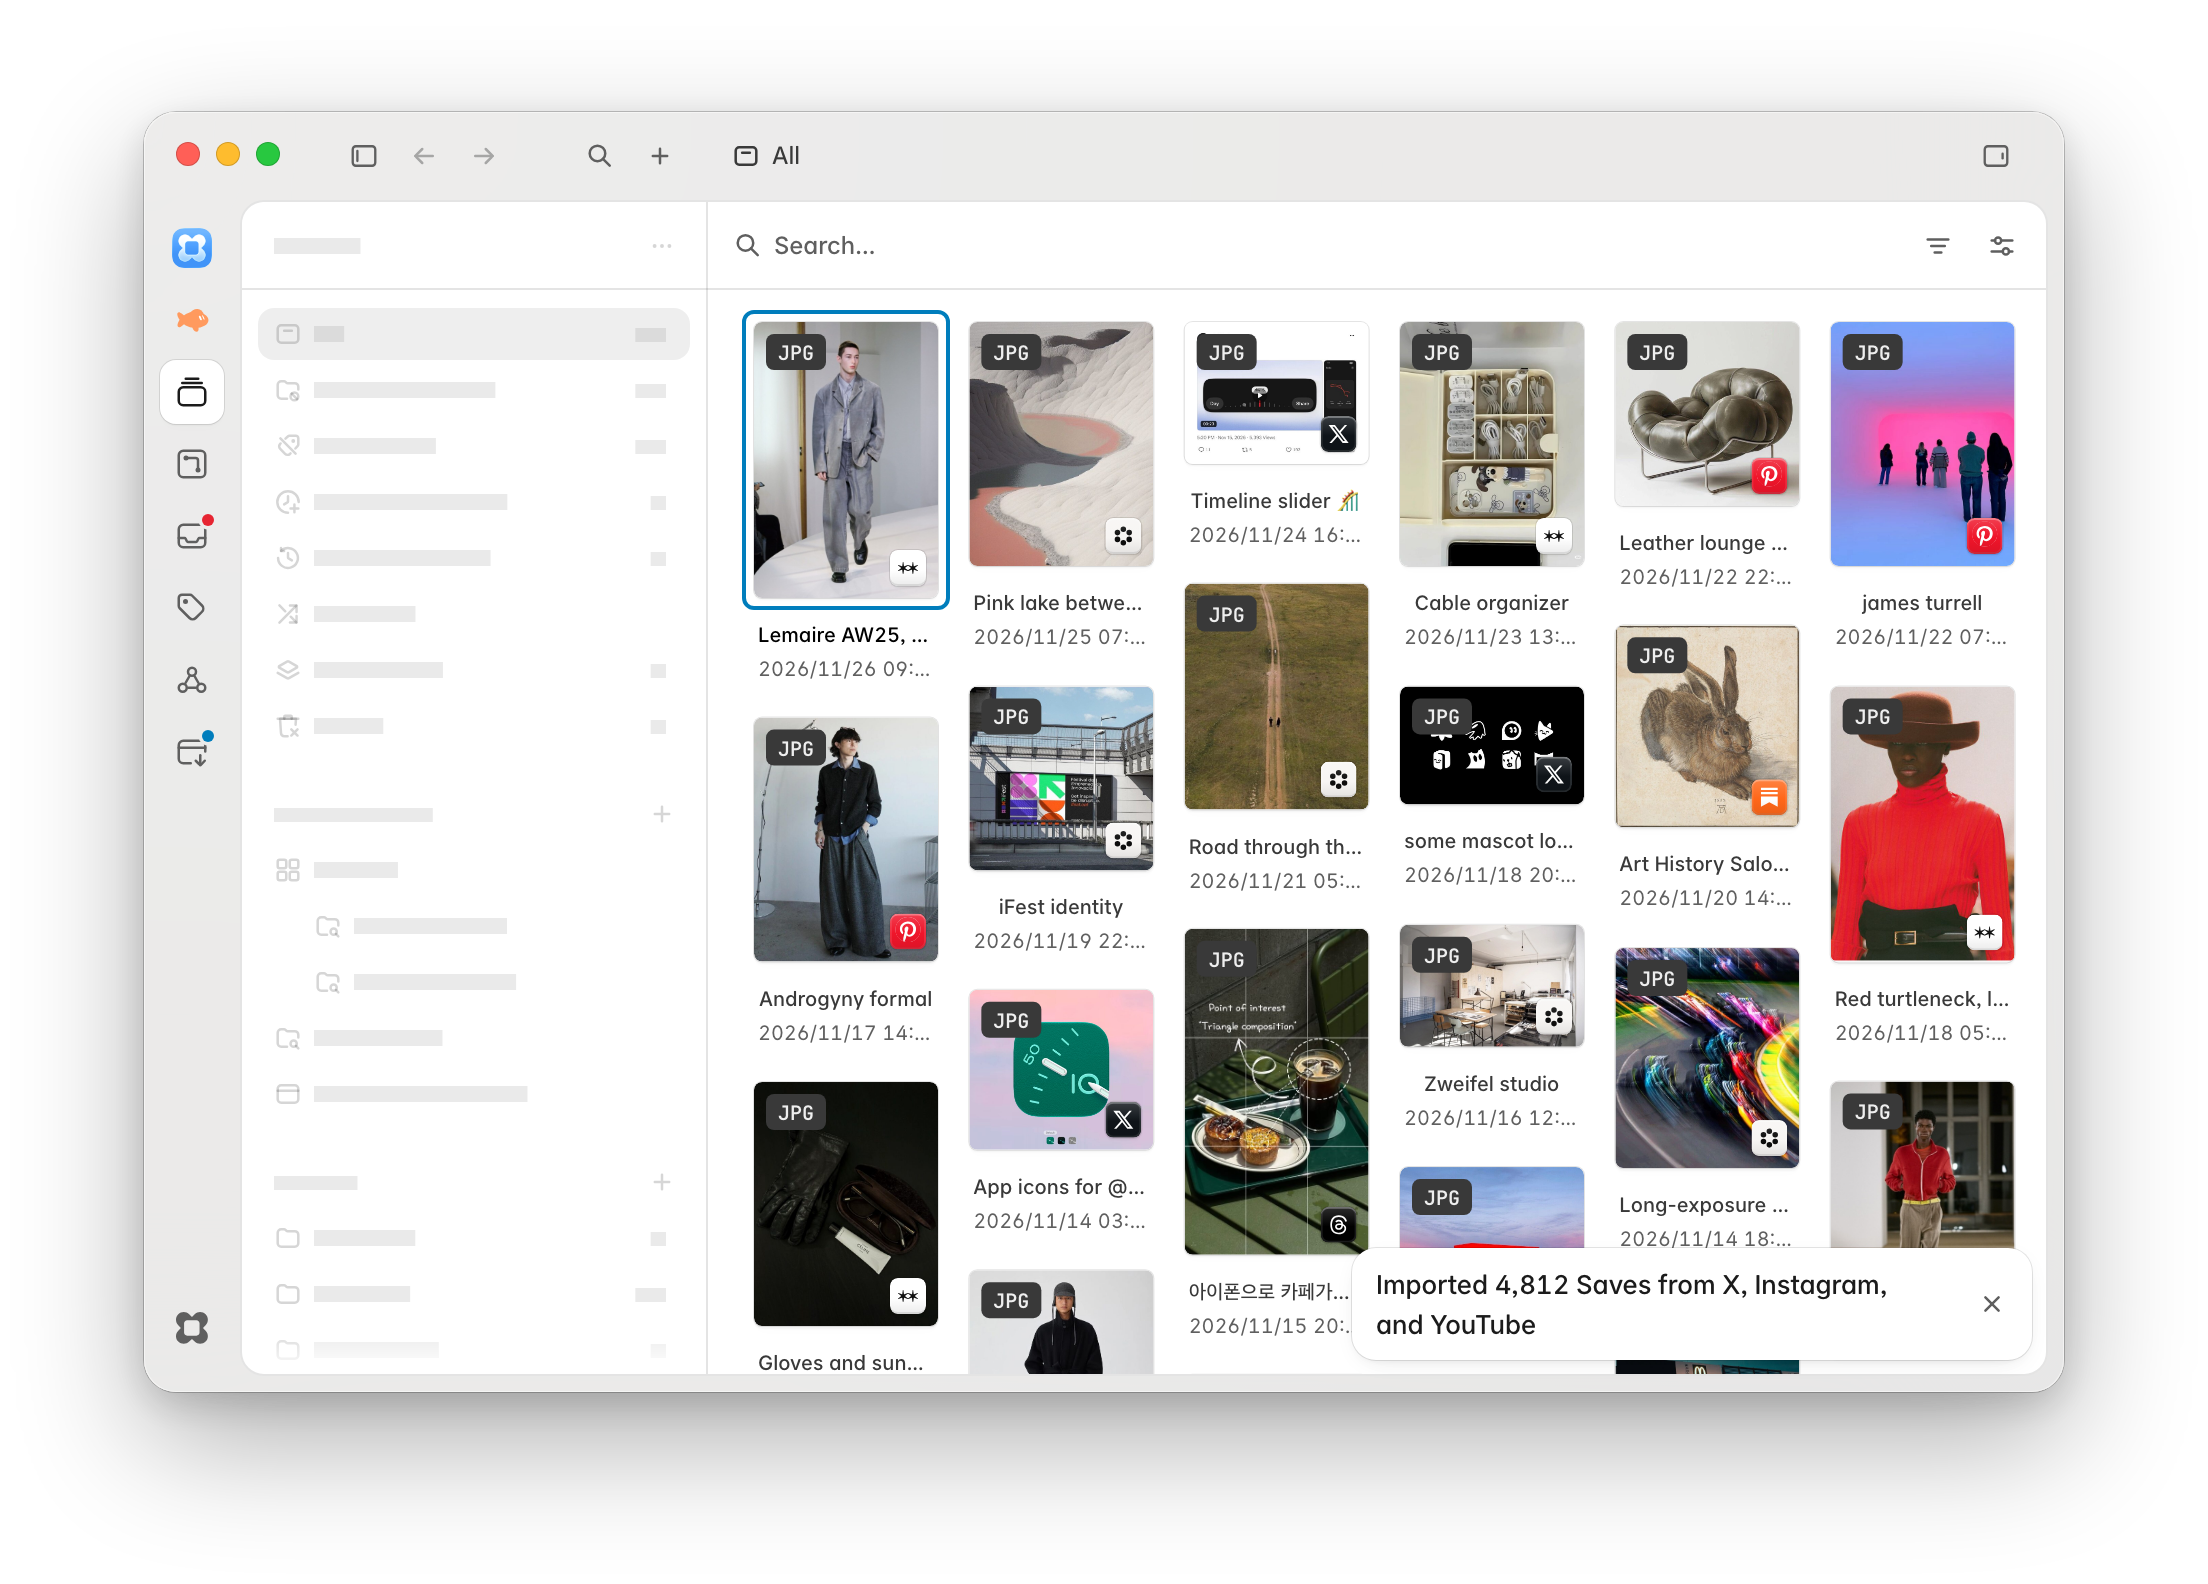 All
Search...
JPG
Lemaire AW25, ...
2026/11/26 09:...
JPG
Androgyny formal
2026/11/17 14:...
JPG
Gloves and sun...
JPG
Pink lake betwe...
2026/11/25 07:...
JPG
iFest identity
2026/11/19 22:...
JPG
50
10
App icons for @...
2026/11/14 03:...
JPG
JPG
Day
Share
Timeline slider
2026/11/24 16:...
JPG
Road through th...
2026/11/21 05:...
JPG
Point of interest
"Triangle composition"
아이폰으로 카페가...
2026/11/15 20:.
JPG
Cable organizer
2026/11/23 13:...
JPG
some mascot lo...
2026/11/18 20:...
JPG
Zweifel studio
2026/11/16 12:...
JPG
JPG
Leather lounge ...
2026/11/22 22:...
JPG
Art History Salo...
2026/11/20 14:...
JPG
Long-exposure ...
2026/11/14 18:...
JPG
james turrell
2026/11/22 07:...
JPG
Red turtleneck, l...
2026/11/18 05:...
JPG
Imported 4,812 Saves from X, Instagram,
and YouTube